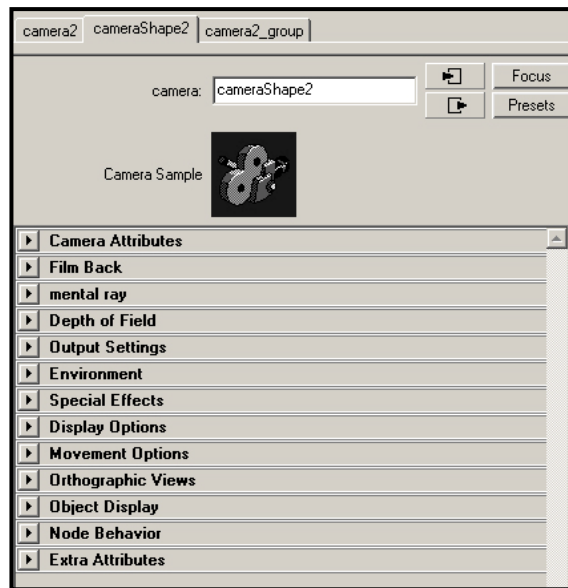 camera2 cameraShape2 camera2_group
camera: cameraShape2
Focus
Presets
Camera Sample
Camera Attributes
Film Back
mental ray
Depth of Field
Output Settings
Environment
Special Effects
Display Options
Movement Options
Orthographic Views
Object Display
Node Behavior
Extra Attributes